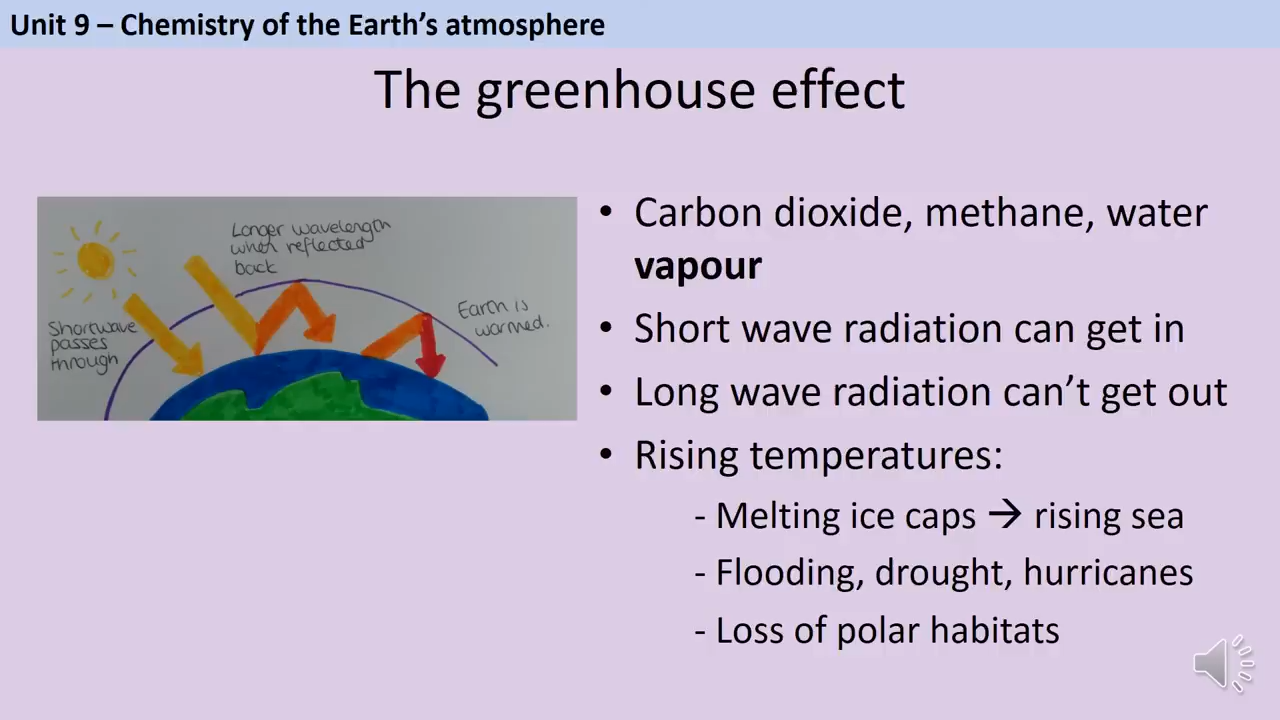 Unit 9 – Chemistry of the Earth's atmosphere
The greenhouse effect
Longer wavelength
when reflected
back
Earth is
warmed.
Shortwave
passes
through
• Carbon dioxide, methane, water
vapour
• Short wave radiation can get in
• Long wave radiation can't get out
• Rising temperatures:
- Melting ice caps → rising sea
- Flooding, drought, hurricanes
- Loss of polar habitats